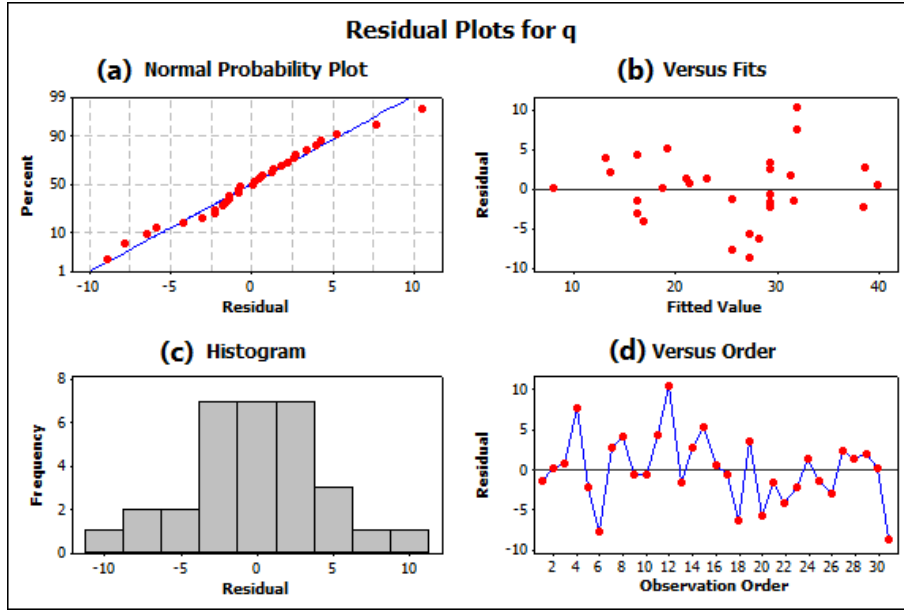 Residual Plots for q
(a) Normal Probability Plot
99
90
50
10
1
Percent
-10 -5 0 5 10
Residual
(b) Versus Fits
10
5
0
-5
-10
Residual
10 20 30 40
Fitted Value
(c) Histogram
8
6
4
2
0
Frequency
-10 -5 0 5 10
Residual
(d) Versus Order
10
5
0
-5
-10
Residual
2 4 6 8 10 12 14 16 18 20 22 24 26 28 30
Observation Order